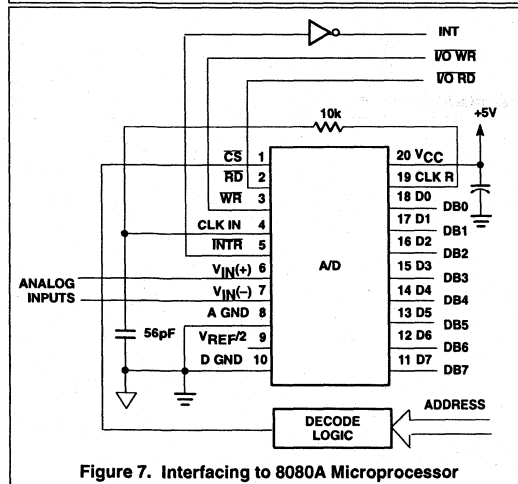 INT
I/O WR
I/O RD
10k
+5V
CS 1
RD 2
WR 3
CLK IN 4
INTR 5
VIN(+) 6
VIN(–) 7
A GND 8
VREF/2 9
D GND 10
ANALOG
INPUTS
56pF
A/D
20 VCC
19 CLK R
18 D0
DB0
17 D1
DB1
16 D2
DB2
15 D3
DB3
14 D4
DB4
13 D5
DB5
12 D6
DB6
11 D7
DB7
ADDRESS
DECODE
LOGIC
Figure 7. Interfacing to 8080A Microprocessor